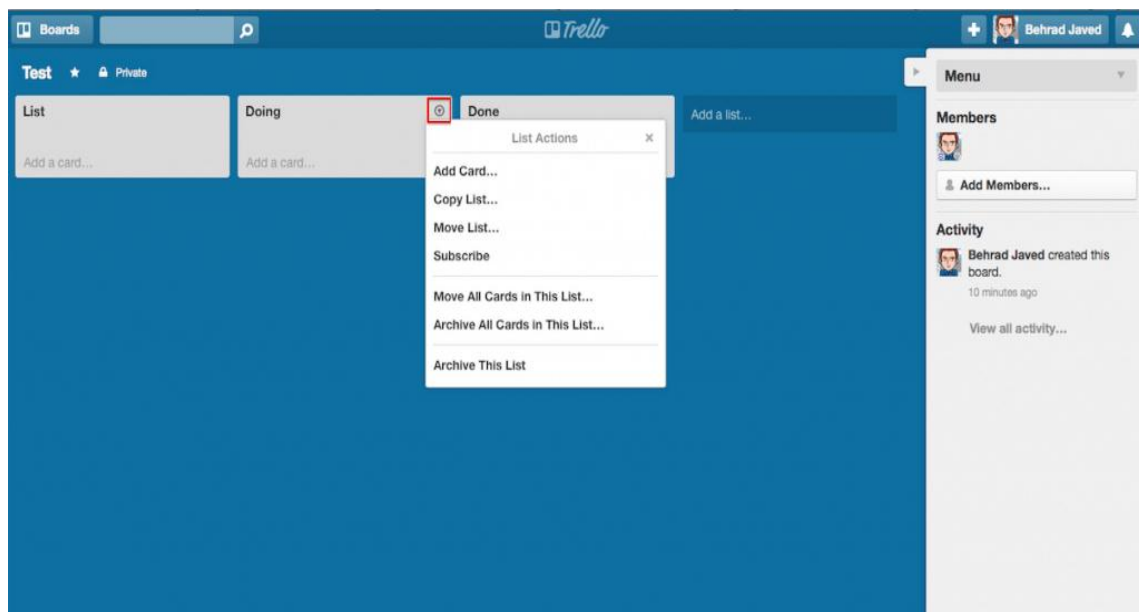 Boards
Trello
Behrad Javed
Test
Private
List
Add a card...
Doing
Add a card...
Done
Add a list...
List Actions
Add Card...
Copy List...
Move List...
Subscribe
Move All Cards in This List...
Archive All Cards in This List...
Archive This List
Menu
Members
Add Members...
Activity
Behrad Javed created this
board.
10 minutes ago
View all activity...